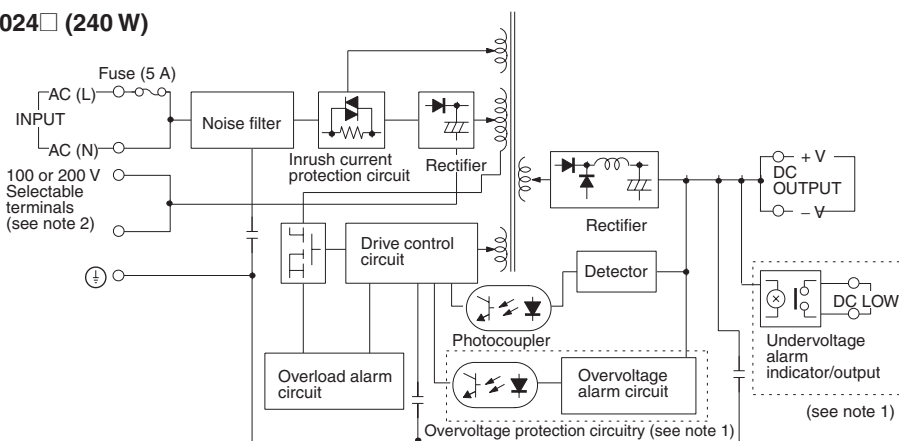 024□ (240 W)
Fuse (5 A)
AC (L)
INPUT
AC (N)
Noise filter
Inrush current
protection circuit
Rectifier
100 or 200 V
Selectable
terminals
(see note 2)
Rectifier
+ V
DC
OUTPUT
– V
Drive control
circuit
Detector
Photocoupler
DC LOW
Undervoltage
alarm
indicator/output
(see note 1)
Overload alarm
circuit
Overvoltage
alarm circuit
Overvoltage protection circuitry (see note 1)